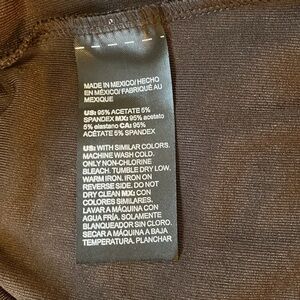 MADE IN MEXICO/HECHO
EN MÉXICO/FABRIQUÉ AU
MEXIQUE
US: 95% ACETATE 5%
SPANDEX MX: 95% acetato
5% elastano CA: 95%
ACÉTATE 5% SPANDEX
US: WITH SIMILAR COLORS.
MACHINE WASH COLD.
ONLY NON-CHLORINE
BLEACH. TUMBLE DRY LOW.
WARM IRON. IRON ON
REVERSE SIDE. DO NOT
DRY CLEAN MX: CON
COLORES SIMILARES.
LAVAR A MÁQUINA CON
AGUA FRÍA. SOLAMENTE
BLANQUEADOR SIN CLORO.
SECAR A MÁQUINA A BAJA
TEMPERATURA. PLANCHAR